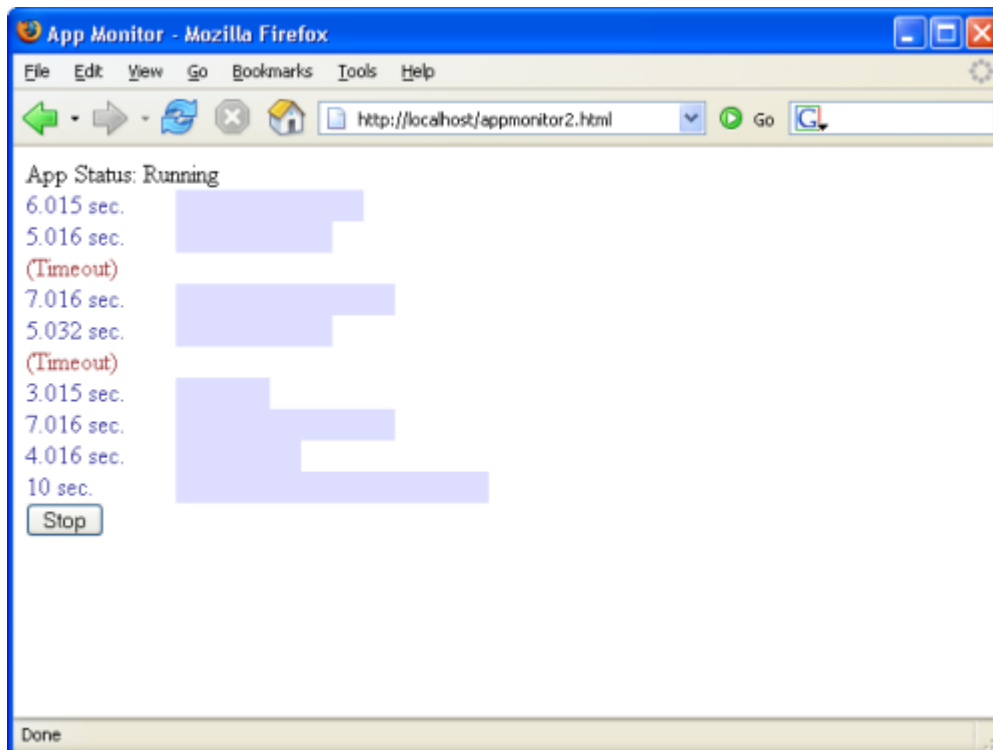 App Monitor - Mozilla Firefox
File Edit View Go Bookmarks Tools Help
http://localhost/appmonitor2.html Go G
App Status: Running
6.015 sec.
5.016 sec.
(Timeout)
7.016 sec.
5.032 sec.
(Timeout)
3.015 sec.
7.016 sec.
4.016 sec.
10 sec.
Stop
Done